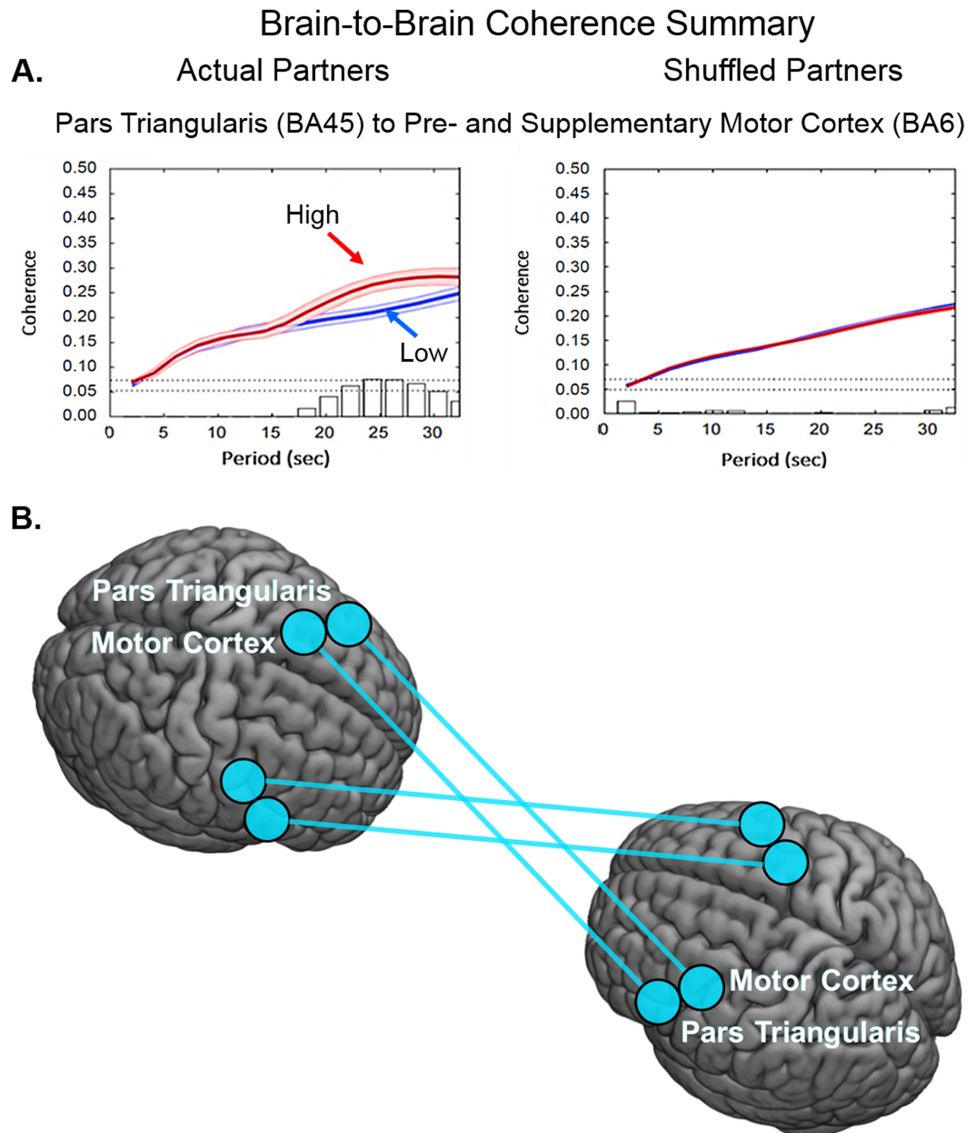 Brain-to-Brain Coherence Summary
A. Actual Partners Shuffled Partners
Pars Triangularis (BA45) to Pre- and Supplementary Motor Cortex (BA6)
0.50 0.50
0.45 0.45
0.40 0.40
High
0.35 0.35
0.30 0.30
Coherence Coherence
0.25 0.25
0.20 0.20
0.15 0.15
Low
0.10 0.10
0.05 0.05
0.00 0.00
0 5 10 15 20 25 30 0 5 10 15 20 25 30
Period (sec) Period (sec)
B.
Pars Triangularis
Motor Cortex
Motor Cortex
Pars Triangularis